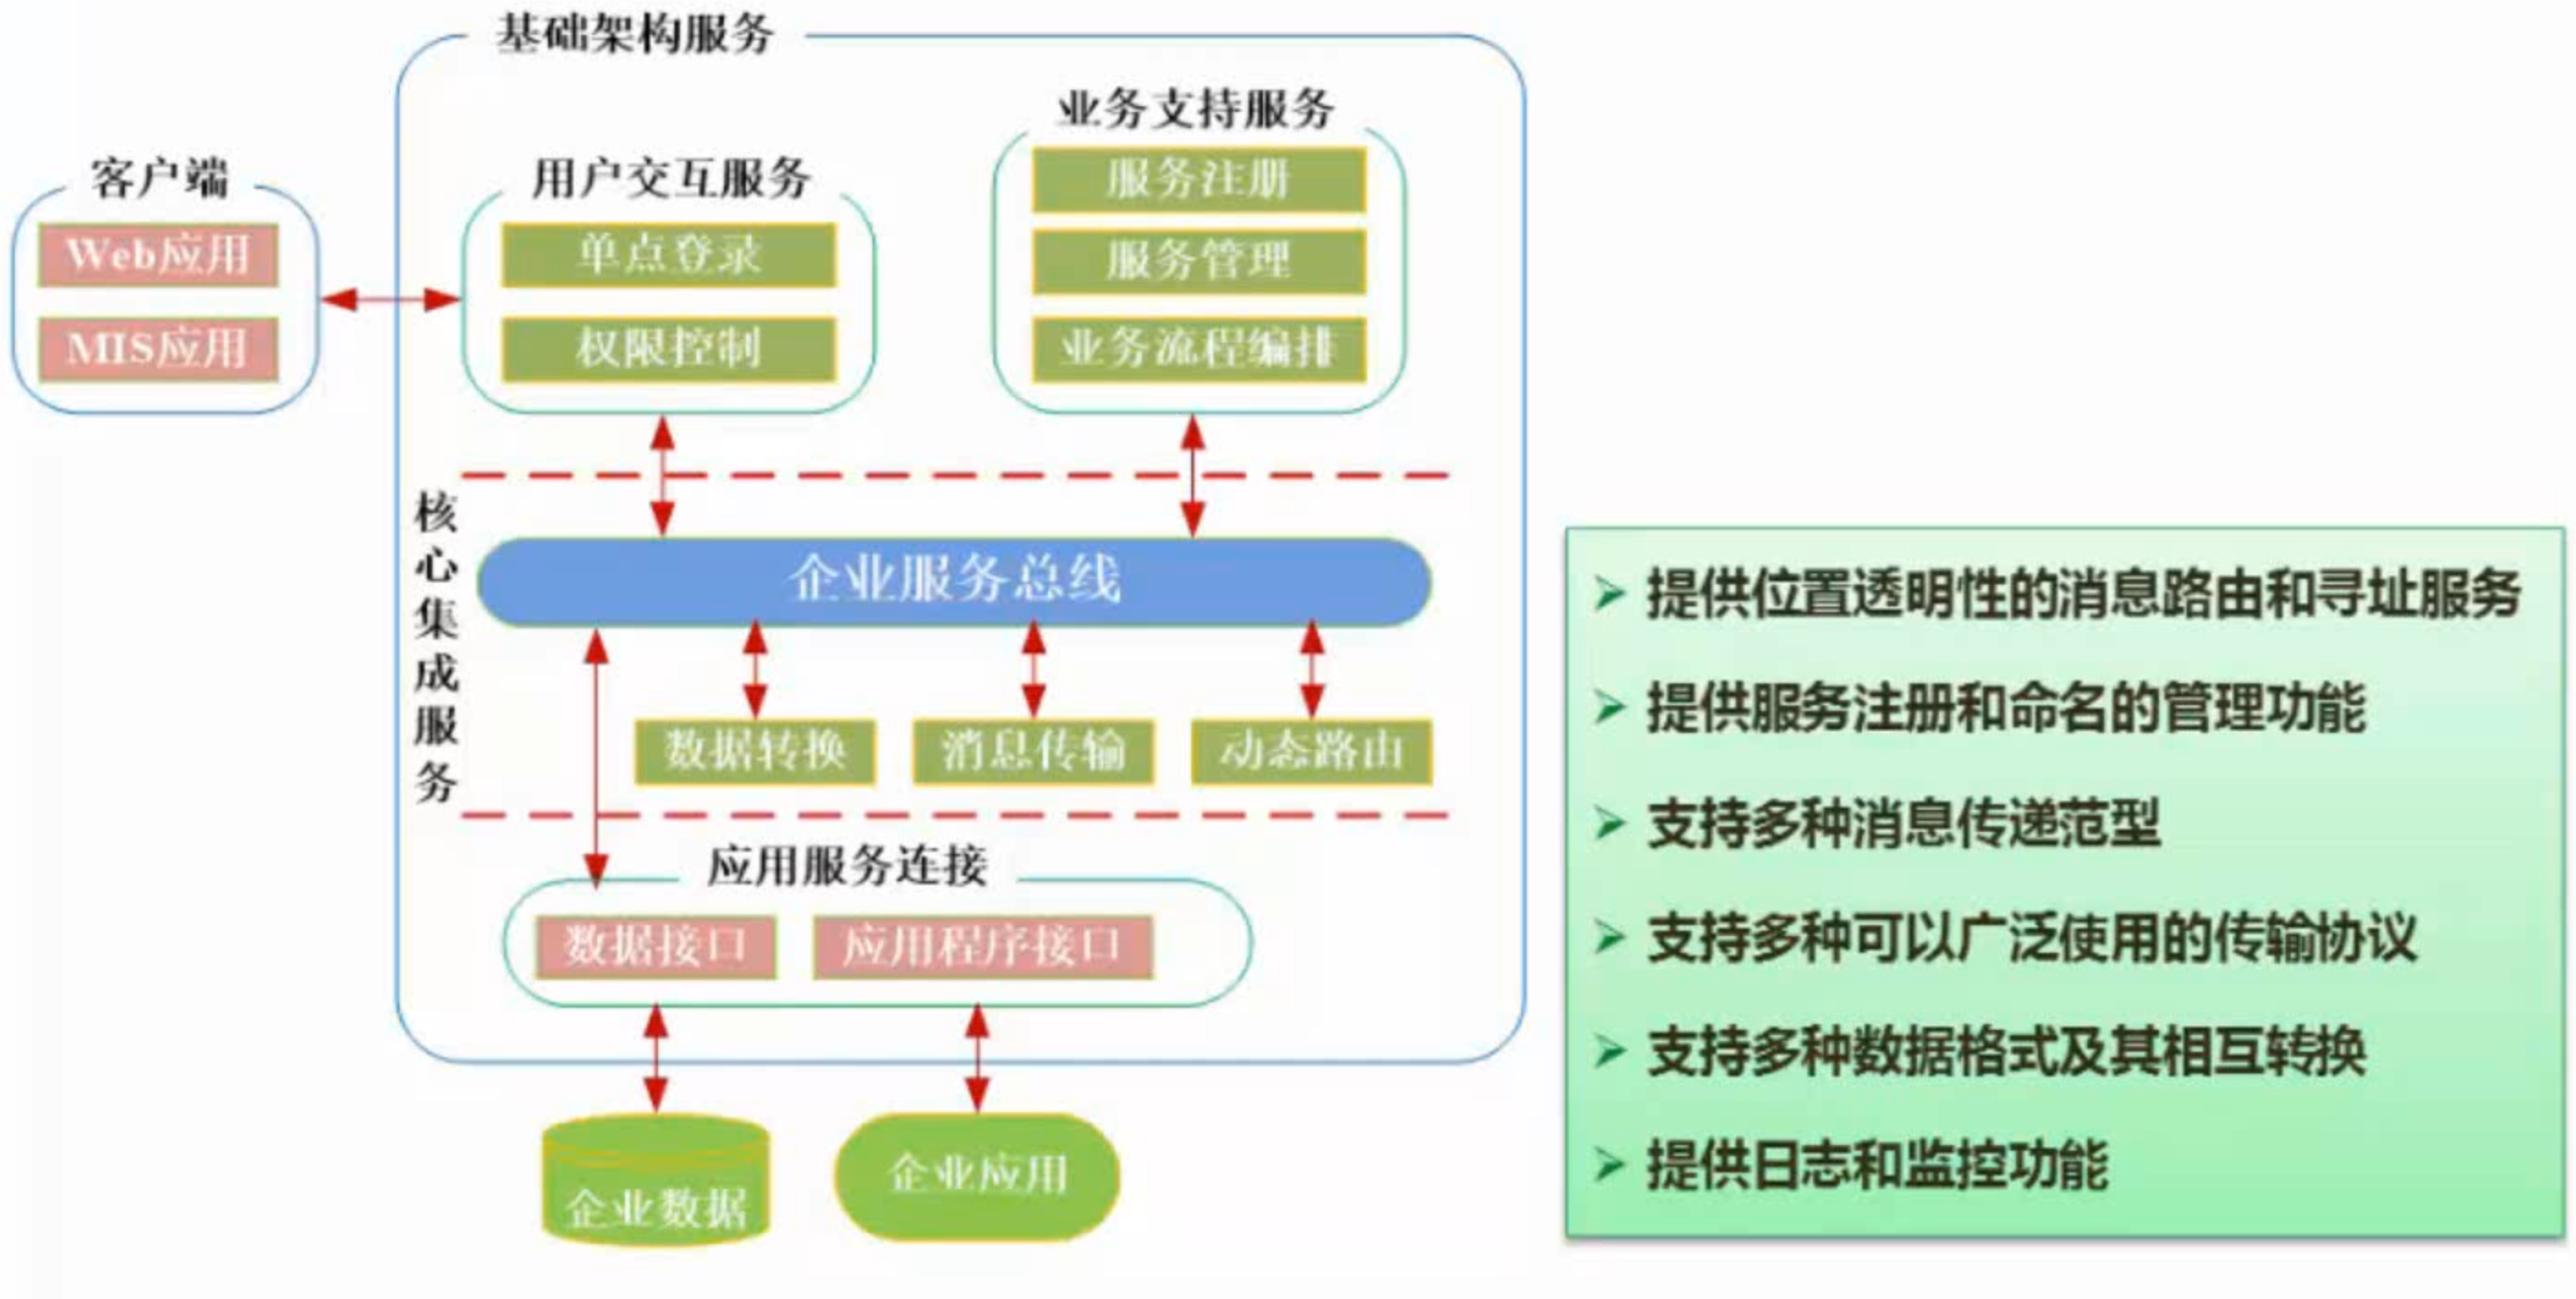 基础架构服务
业务支持服务
服务注册
服务管理
业务流程编排
客户端
Web应用
MIS应用
用户交互服务
单点登录
权限控制
核心集成服务
企业服务总线
数据转换
消息传输
动态路由
应用服务连接
数据接口
应用程序接口
企业数据
企业应用
提供位置透明性的消息路由和寻址服务
提供服务注册和命名的管理功能
支持多种消息传递范型
支持多种可以广泛使用的传输协议
支持多种数据格式及其相互转换
提供日志和监控功能